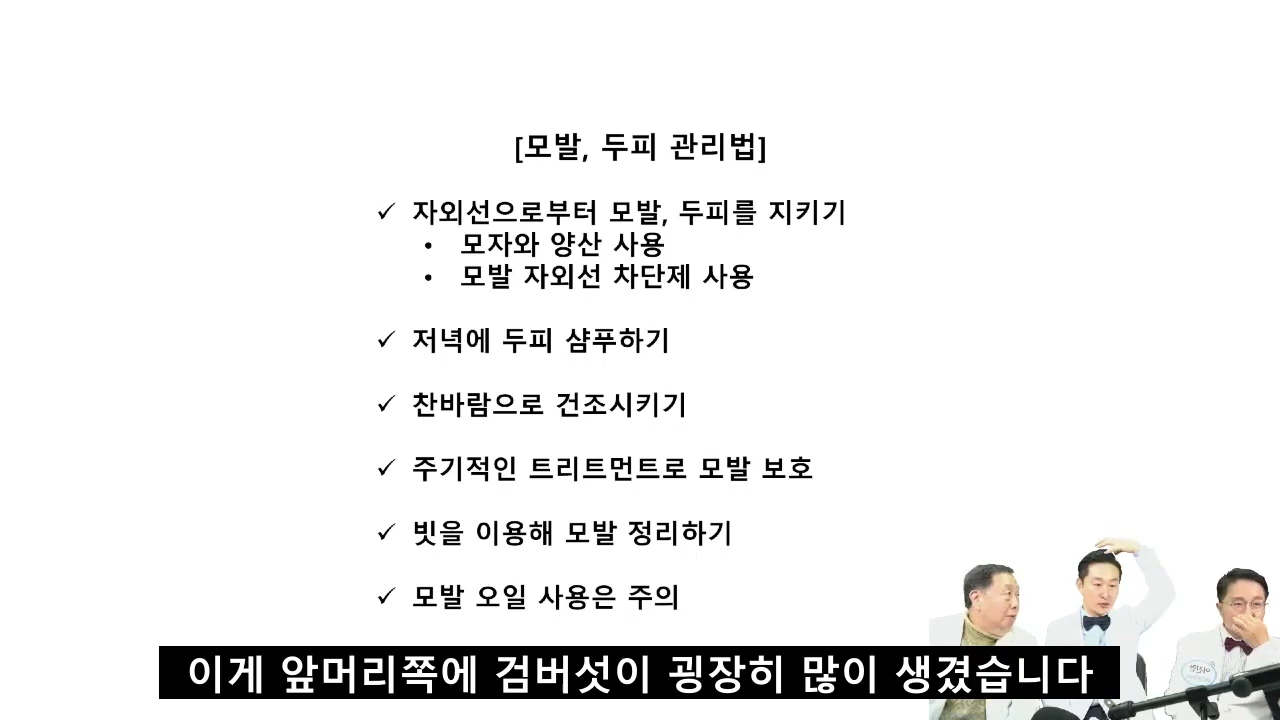 [모발, 두피 관리법]
✓ 자외선으로부터 모발, 두피를 지키기
• 모자와 양산 사용
• 모발 자외선 차단제 사용
✓ 저녁에 두피 샴푸하기
✓ 찬바람으로 건조시키기
✓ 주기적인 트리트먼트로 모발 보호
✓ 빗을 이용해 모발 정리하기
✓ 모발 오일 사용은 주의
이게 앞머리쪽에 검버섯이 굉장히 많이 생겼습니다